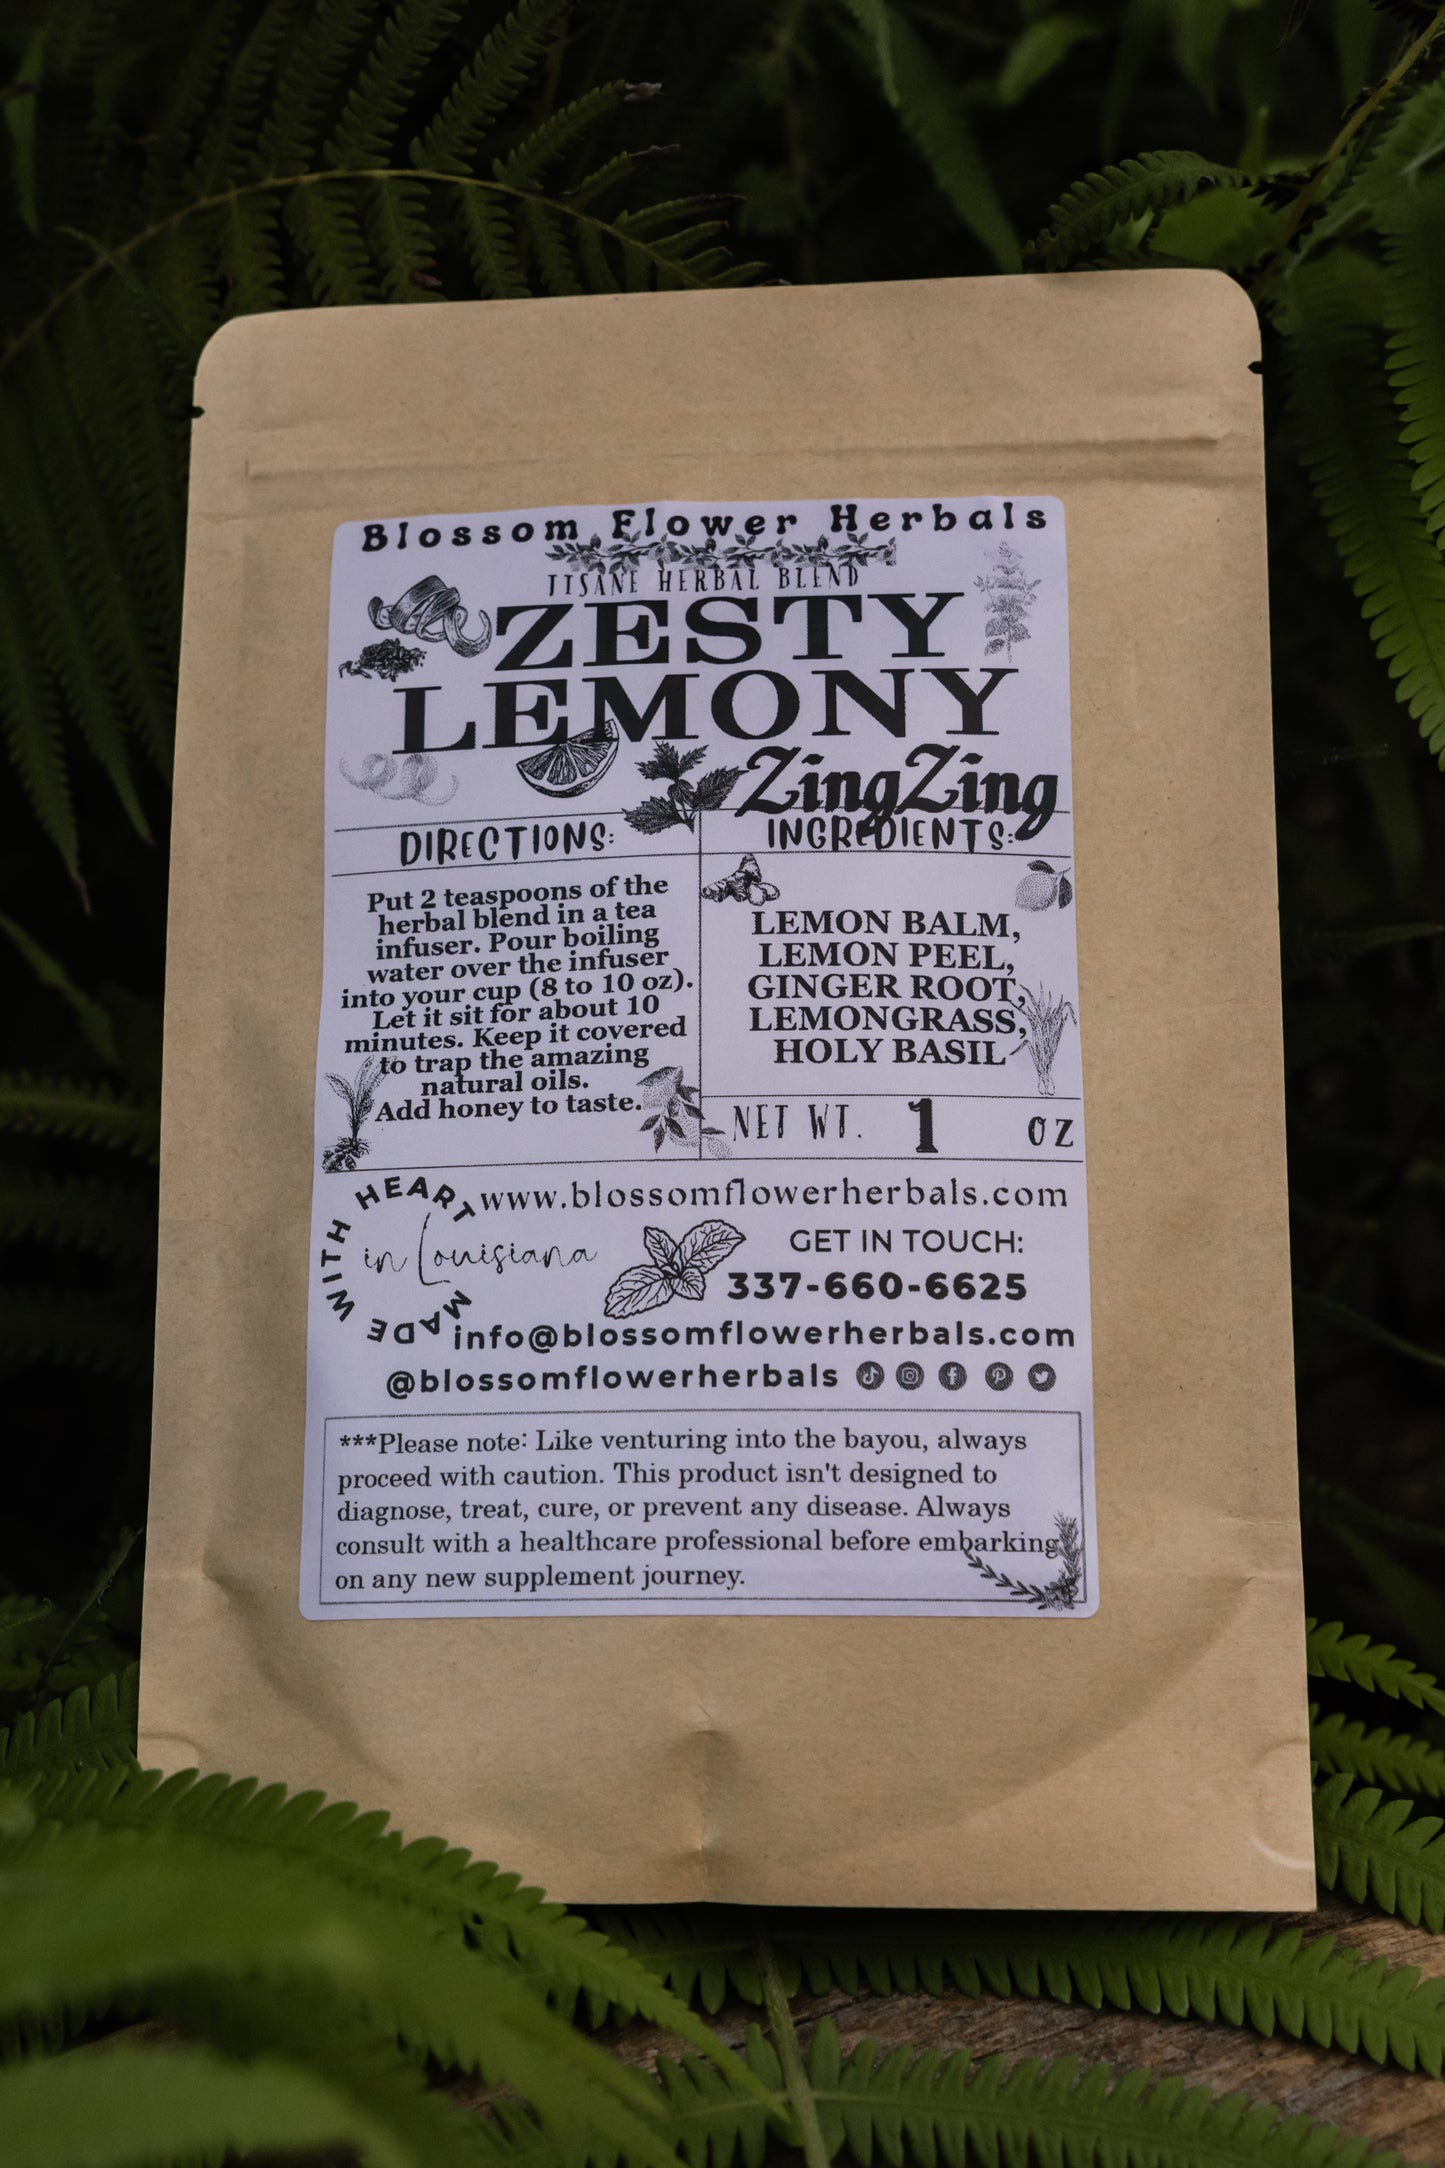 Blossom Flower Herbals
TISANE HERBAL BLEND
ZESTY
LEMONY
ZingZing
DIRECTIONS:
Put 2 teaspoons of the
herbal blend in a tea
infuser. Pour boiling
water over the infuser
into your cup (8 to 10 oz).
Let it sit for about 10
minutes. Keep it covered
to trap the amazing
natural oils.
Add honey to taste.
INGREDIENTS:
LEMON BALM,
LEMON PEEL,
GINGER ROOT,
LEMONGRASS,
HOLY BASIL
NET WT. 1 OZ
MADE WITH HEART
in Louisiana
www.blossomflowerherbals.com
GET IN TOUCH:
337-660-6625
info@blossomflowerherbals.com
@blossomflowerherbals
***Please note: Like venturing into the bayou, always
proceed with caution. This product isn't designed to
diagnose, treat, cure, or prevent any disease. Always
consult with a healthcare professional before embarking
on any new supplement journey.